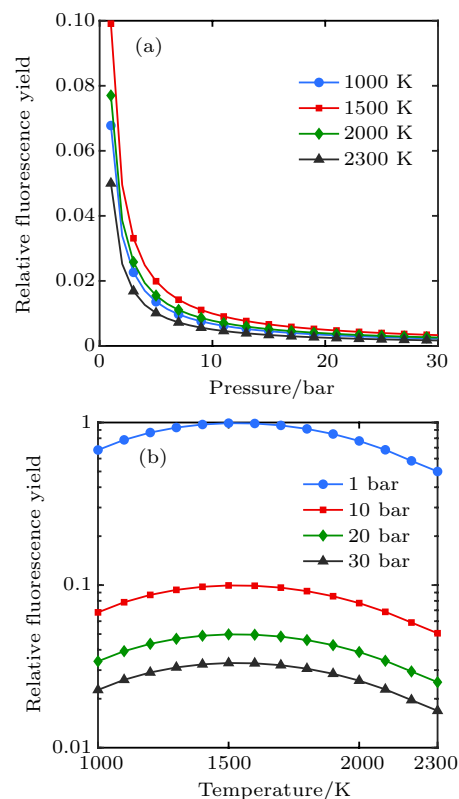 (a)
0.10
0.08
0.06
0.04
0.02
0
Relative fluorescence yield
1000 K
1500 K
2000 K
2300 K
0 10 20 30
Pressure/bar
(b)
1
0.1
0.01
Relative fluorescence yield
1 bar
10 bar
20 bar
30 bar
1000 1500 2000 2300
Temperature/K